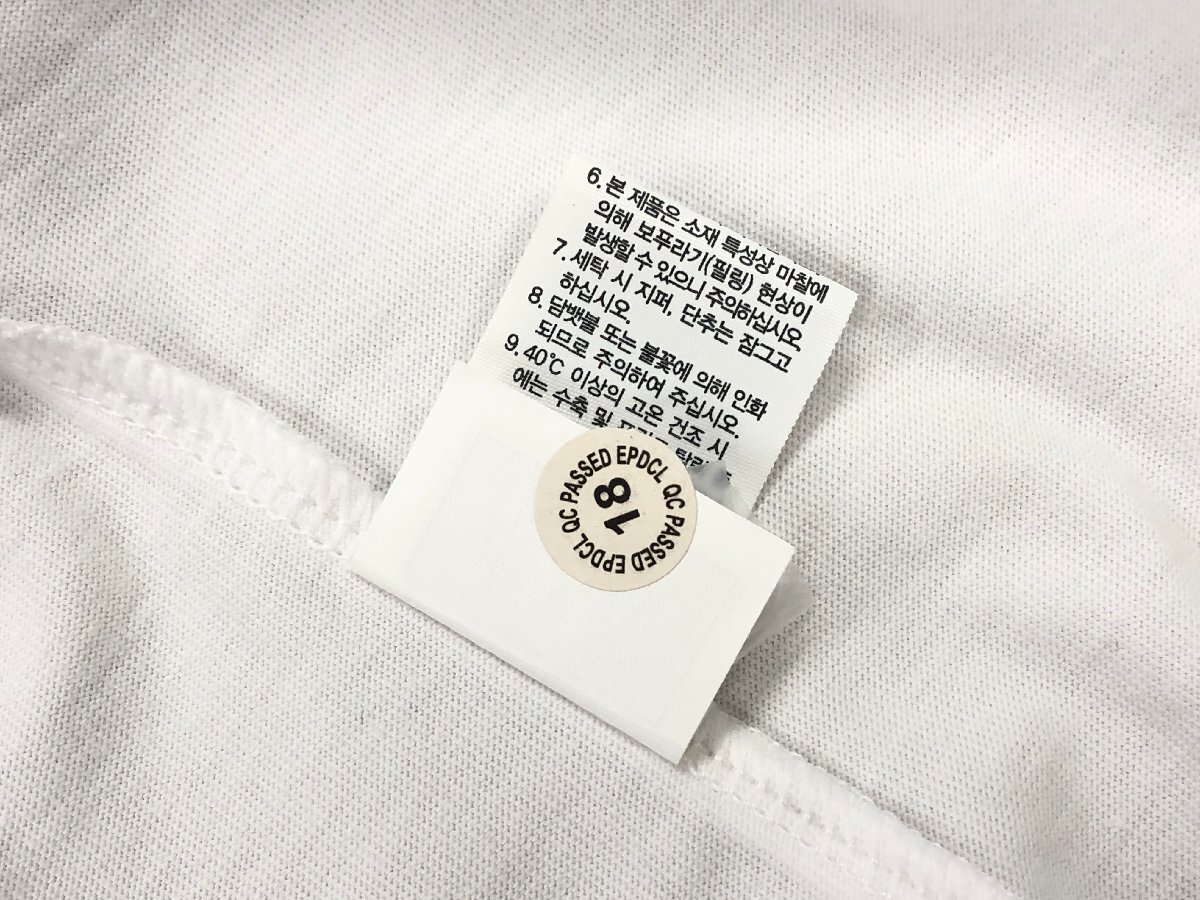 6. 본 제품은 소재 특성상 마찰에
의해 보푸라기(필링) 현상이
발생할 수 있으니 주의하십시오.
7. 세탁 시 지퍼, 단추는 잠그고
하십시오.
8. 담뱃불 또는 불꽃에 의해 인화
되므로 주의하여 주십시오.
9. 40℃ 이상의 고온 건조 시
에는 수축 및
QC PASSED EPDCL QC PASSED EPDCL
18